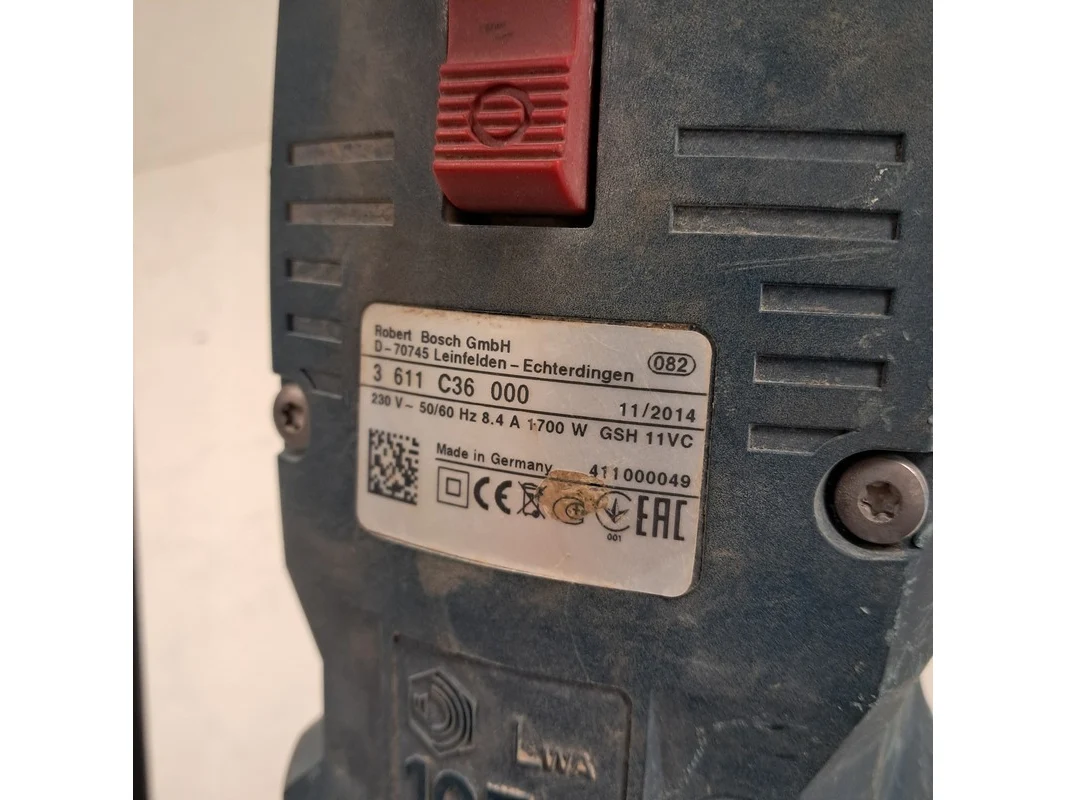 Robert Bosch GmbH
D-70745 Leinfelden - Echterdingen 082
3 611 C36 000 11/2014
230 V ~ 50/60 Hz 8.4 A 1700 W GSH 11VC
Made in Germany 411000049
CE EAC
001
LWA